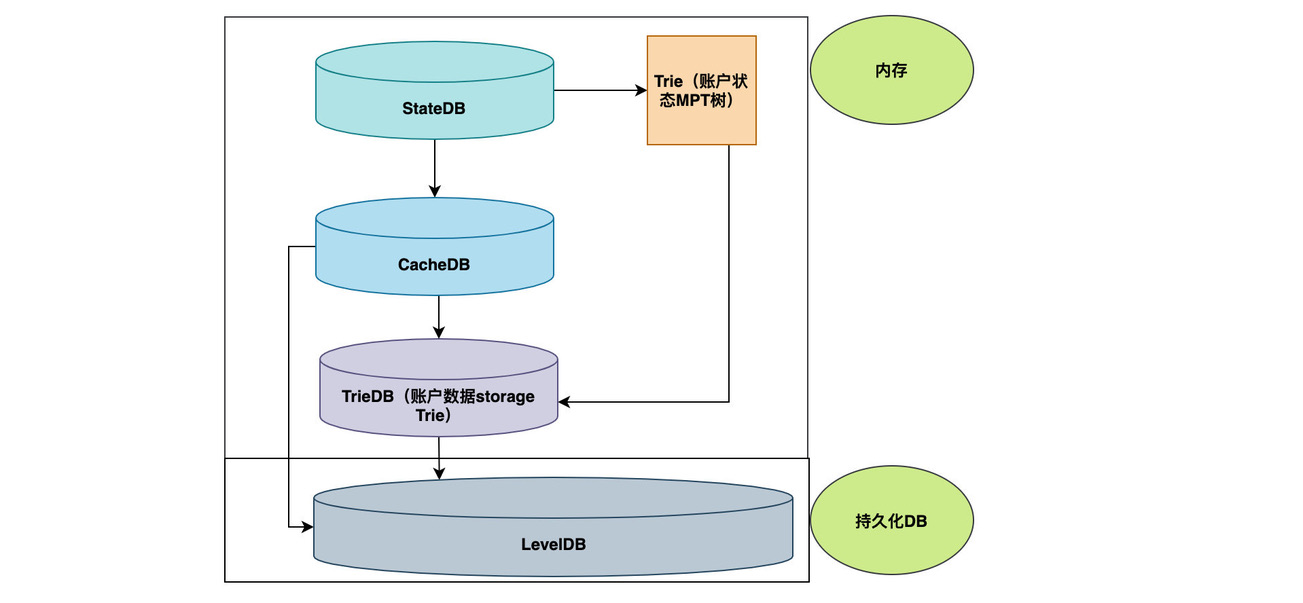 Trie（账户状
态MPT树）
内存
StateDB
CacheDB
TrieDB（账户数据storage
Trie）
LevelDB
持久化DB